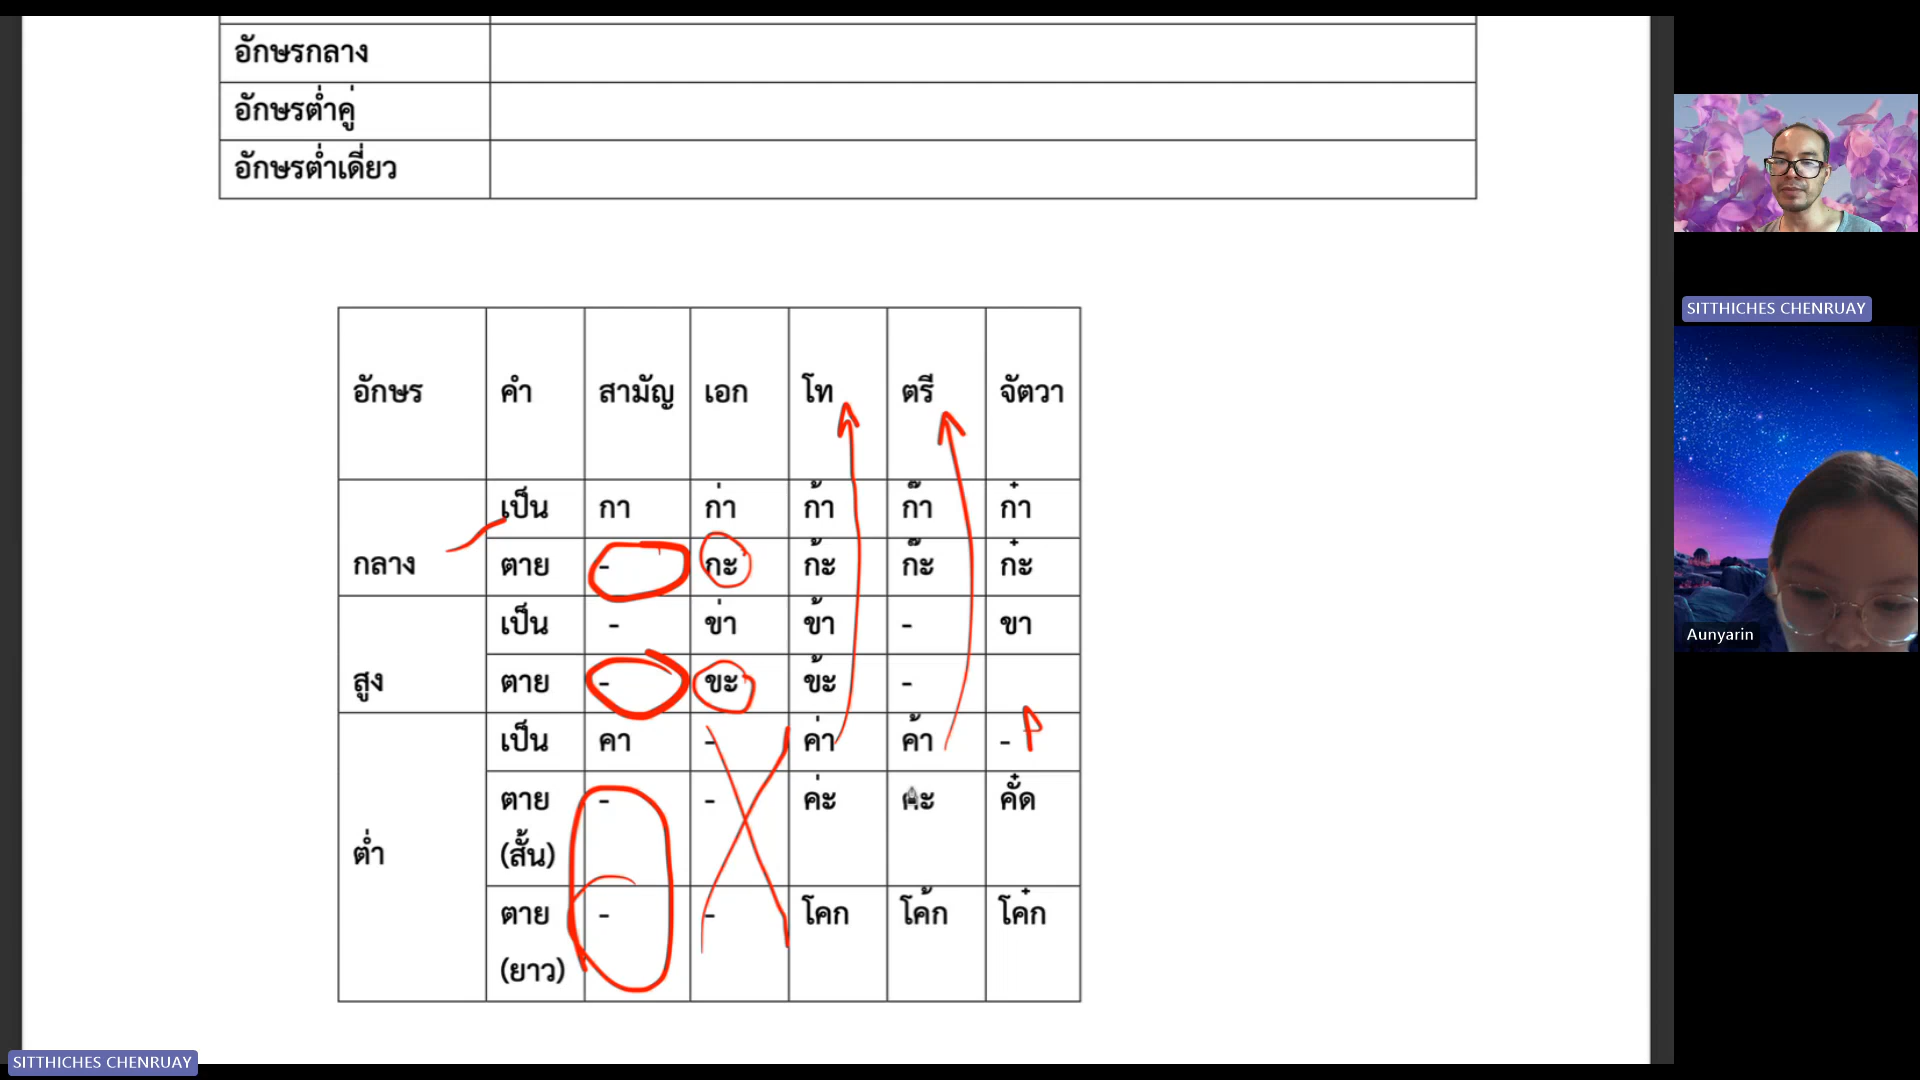 อักษรกลาง
อักษรต่ำคู่
อักษรต่ำเดี่ยว
อักษร คำ สามัญ เอก โท ตรี จัตวา
กลาง เป็น กา ก่า ก้า ก๊า ก๋า
ตาย - กะ ก้ะ ก๊ะ ก๋ะ
สูง เป็น - ข่า ข้า - ขา
ตาย - ขะ ข้ะ -
ต่ำ เป็น คา - ค่า ค้า -
ตาย (สั้น) - - ค่ะ คะ คั๋ด
ตาย (ยาว) - - โคก โค้ก โค๋ก
SITTHICHES CHENRUAY
Aunyarin
SITTHICHES CHENRUAY